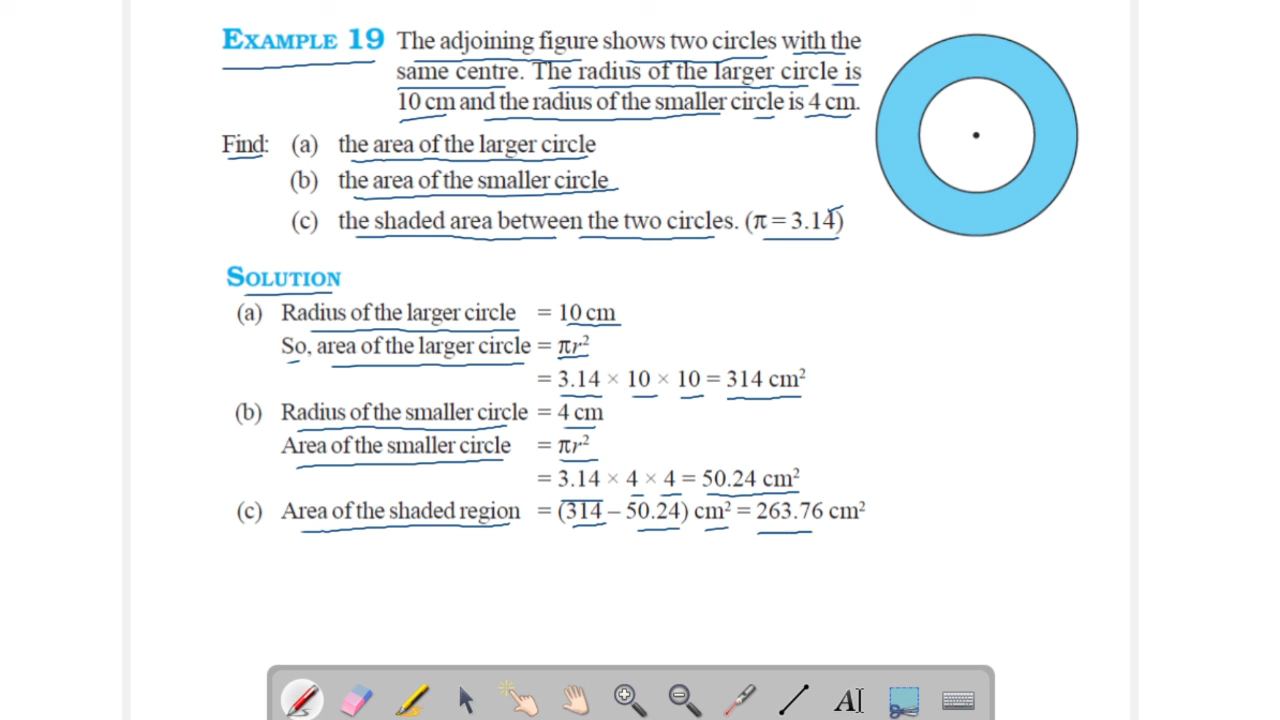 EXAMPLE 19 The adjoining figure shows two circles with the
same centre. The radius of the larger circle is
10 cm and the radius of the smaller circle is 4 cm.
Find: (a) the area of the larger circle
(b) the area of the smaller circle
(c) the shaded area between the two circles. (π = 3.14)
SOLUTION
(a) Radius of the larger circle = 10 cm
So, area of the larger circle = πr²
= 3.14 × 10 × 10 = 314 cm²
(b) Radius of the smaller circle = 4 cm
Area of the smaller circle = πr²
= 3.14 × 4 × 4 = 50.24 cm²
(c) Area of the shaded region = (314 – 50.24) cm² = 263.76 cm²
AI